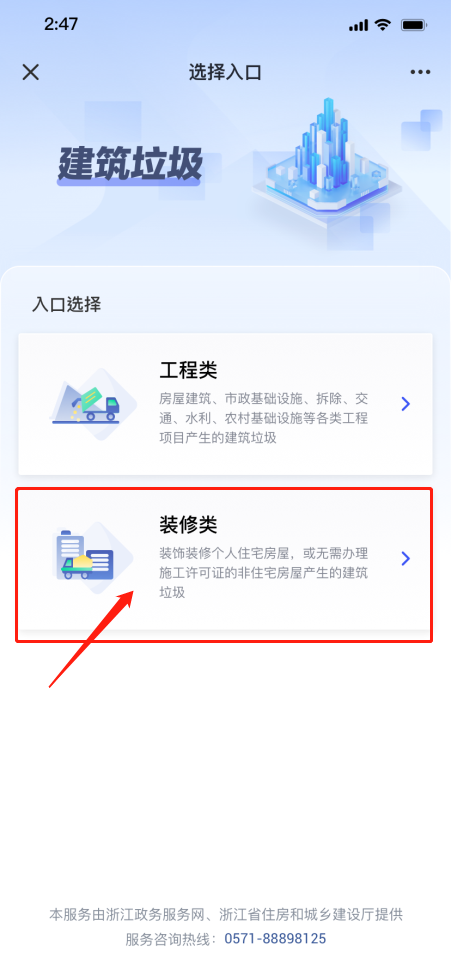 2:47
选择入口
建筑垃圾
入口选择
工程类
房屋建筑、市政基础设施、拆除、交
通、水利、农村基础设施等各类工程
项目产生的建筑垃圾
装修类
装饰装修个人住宅房屋，或无需办理
施工许可证的非住宅房屋产生的建筑
垃圾
本服务由浙江政务服务网、浙江省住房和城乡建设厅提供
服务咨询热线：0571-88898125